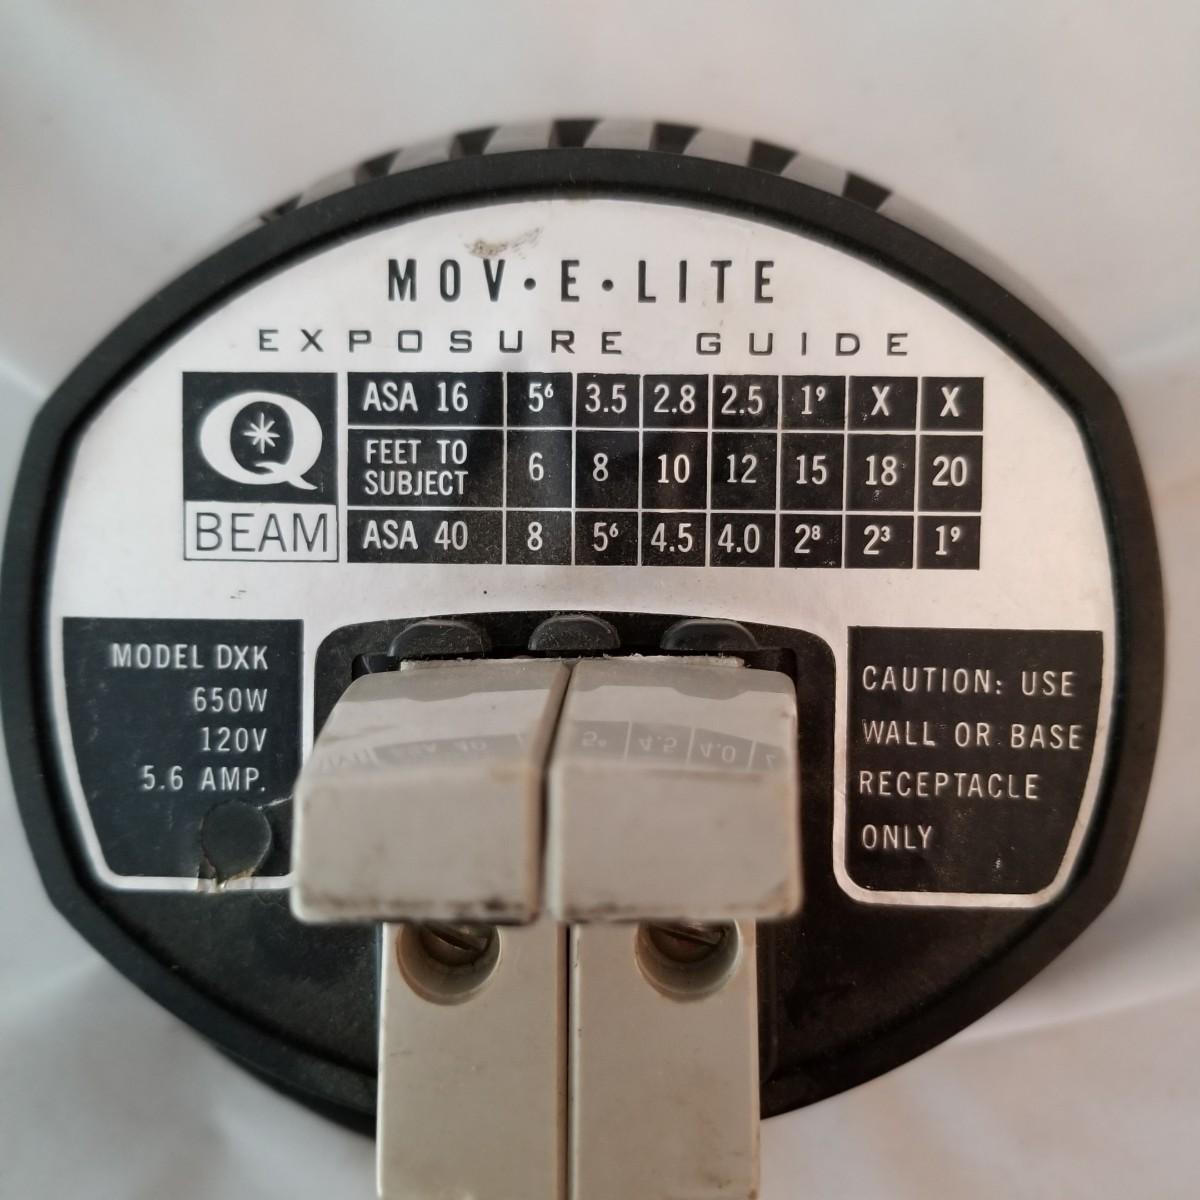 MOV•E•LITE
EXPOSURE GUIDE
Q
BEAM
ASA 16 5⁶ 3.5 2.8 2.5 1⁹ X X
FEET TO
SUBJECT 6 8 10 12 15 18 20
ASA 40 8 5⁶ 4.5 4.0 2⁸ 2³ 1⁹
MODEL DXK
650W
120V
5.6 AMP.
CAUTION: USE
WALL OR BASE
RECEPTACLE
ONLY